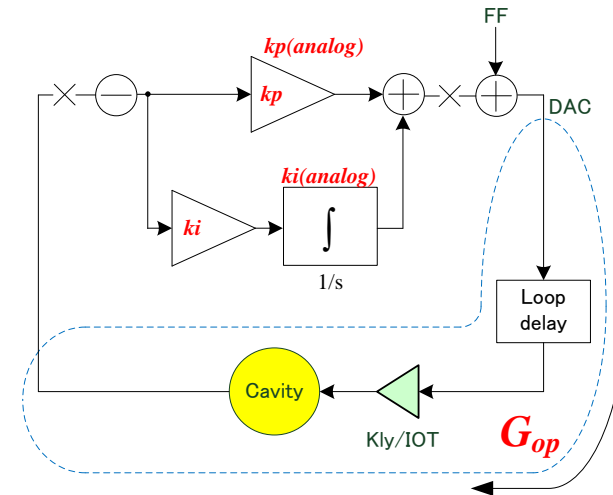 FF
kp(analog)
kp
DAC
ki(analog)
ki
∫
1/s
Loop
delay
Cavity
Kly/IOT
Gop